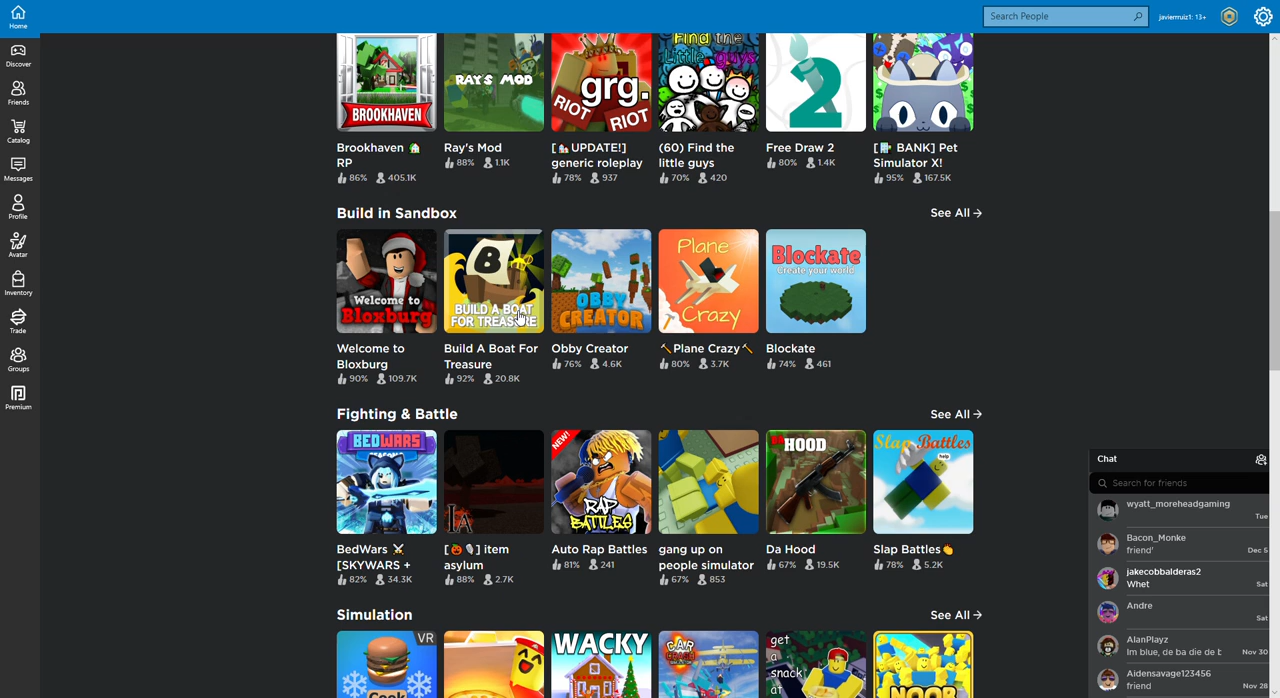 Home
Search People
javierruiz1: 13+
Discover
Friends
Catalog
Messages
Profile
Avatar
Inventory
Trade
Groups
Premium
BROOKHAVEN
RAY'S MOD
grg.
RIOT
RIOT
Find the
Little guys
2
Brookhaven 🏡
RP
86% 405.1K
Ray's Mod
88% 1.1K
[🏡UPDATE!]
generic roleplay
78% 937
(60) Find the
little guys
70% 420
Free Draw 2
80% 1.4K
[🏦 BANK] Pet
Simulator X!
95% 167.5K
Build in Sandbox
See All →
Welcome to
Bloxburg
B
BUILD A BOAT
FOR TREASURE
OBBY
CREATOR
Plane
Crazy
Blockate
Create your world
Welcome to
Bloxburg
90% 109.7K
Build A Boat For
Treasure
92% 20.8K
Obby Creator
76% 4.6K
🔨Plane Crazy🔨
80% 3.7K
Blockate
74% 461
Fighting & Battle
See All →
BEDWARS
IA
NEW!
RAP
BATTLES
DA HOOD
Slap Battles
help
BedWars ⚔️
[SKYWARS +
82% 34.3K
[🎃🎙️] item
asylum
88% 2.7K
Auto Rap Battles
81% 241
gang up on
people simulator
67% 853
Da Hood
67% 19.5K
Slap Battles👏
78% 5.2K
Simulation
See All →
VR
Cook
WACKY
CAR
get
a
snack
at
NOOB
Chat
Search for friends
wyatt_moreheadgaming
Tue
Bacon_Monke
friend'
Dec 5
jakecobbalderas2
Whet
Sat
Andre
Sat
AlanPlayz
Im blue, de ba die de t
Nov 30
Aidensavage123456
friend
Nov 28